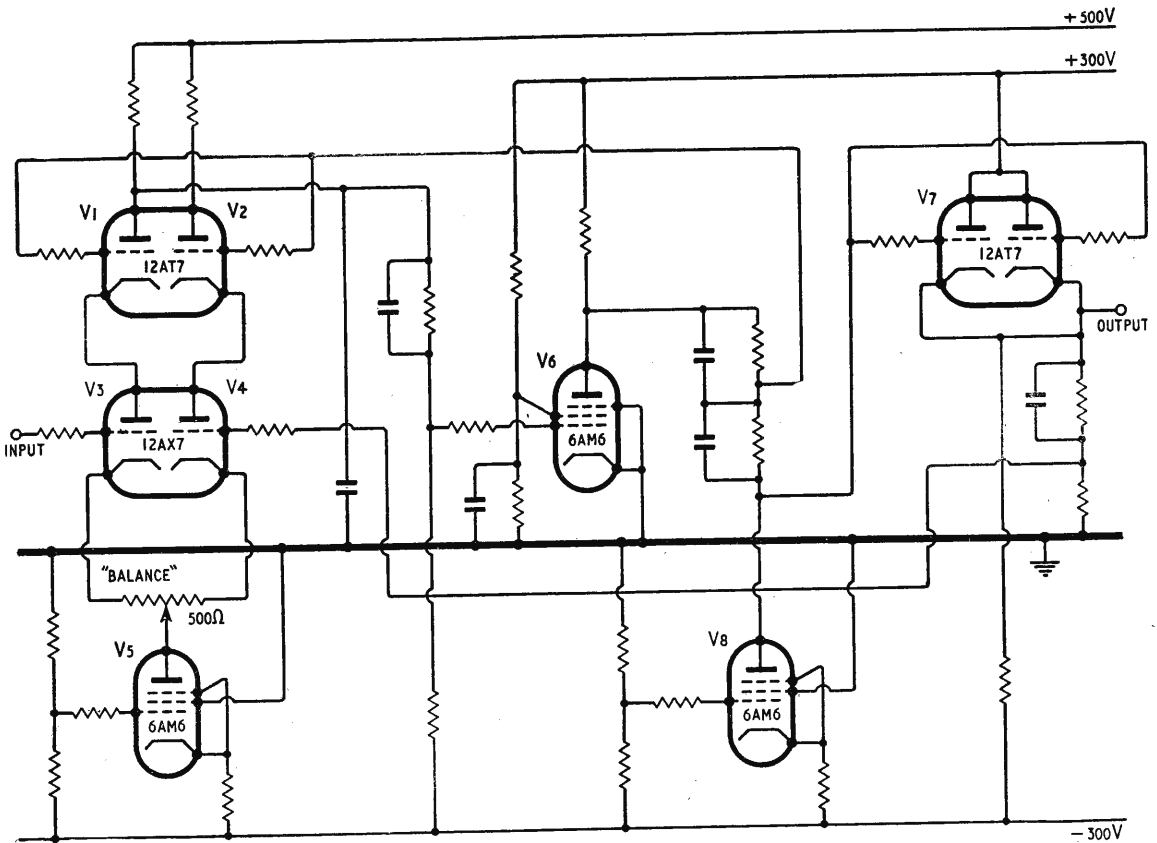 +500V
+300V
V1
V2
12AT7
V7
12AT7
OUTPUT
V3
V4
12AX7
INPUT
V6
6AM6
"BALANCE"
500Ω
V5
6AM6
V8
6AM6
-300V